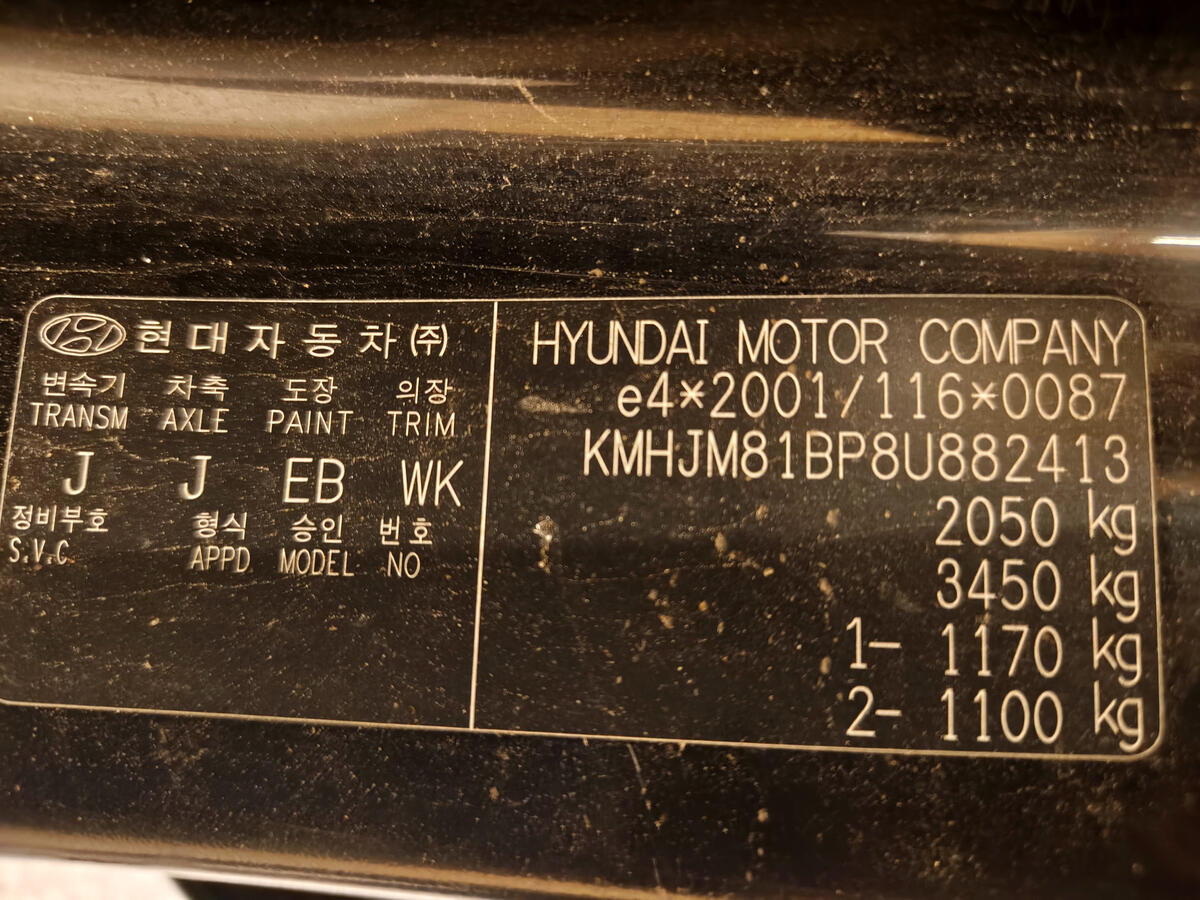 현대자동차(주)
변속기 차축 도장 의장
TRANSM AXLE PAINT TRIM
J J EB WK
정비부호 형식 승인 번호
S.V.C APPD MODEL NO
HYUNDAI MOTOR COMPANY
e4*2001/116*0087
KMHJM81BP8U882413
2050 kg
3450 kg
1- 1170 kg
2- 1100 kg